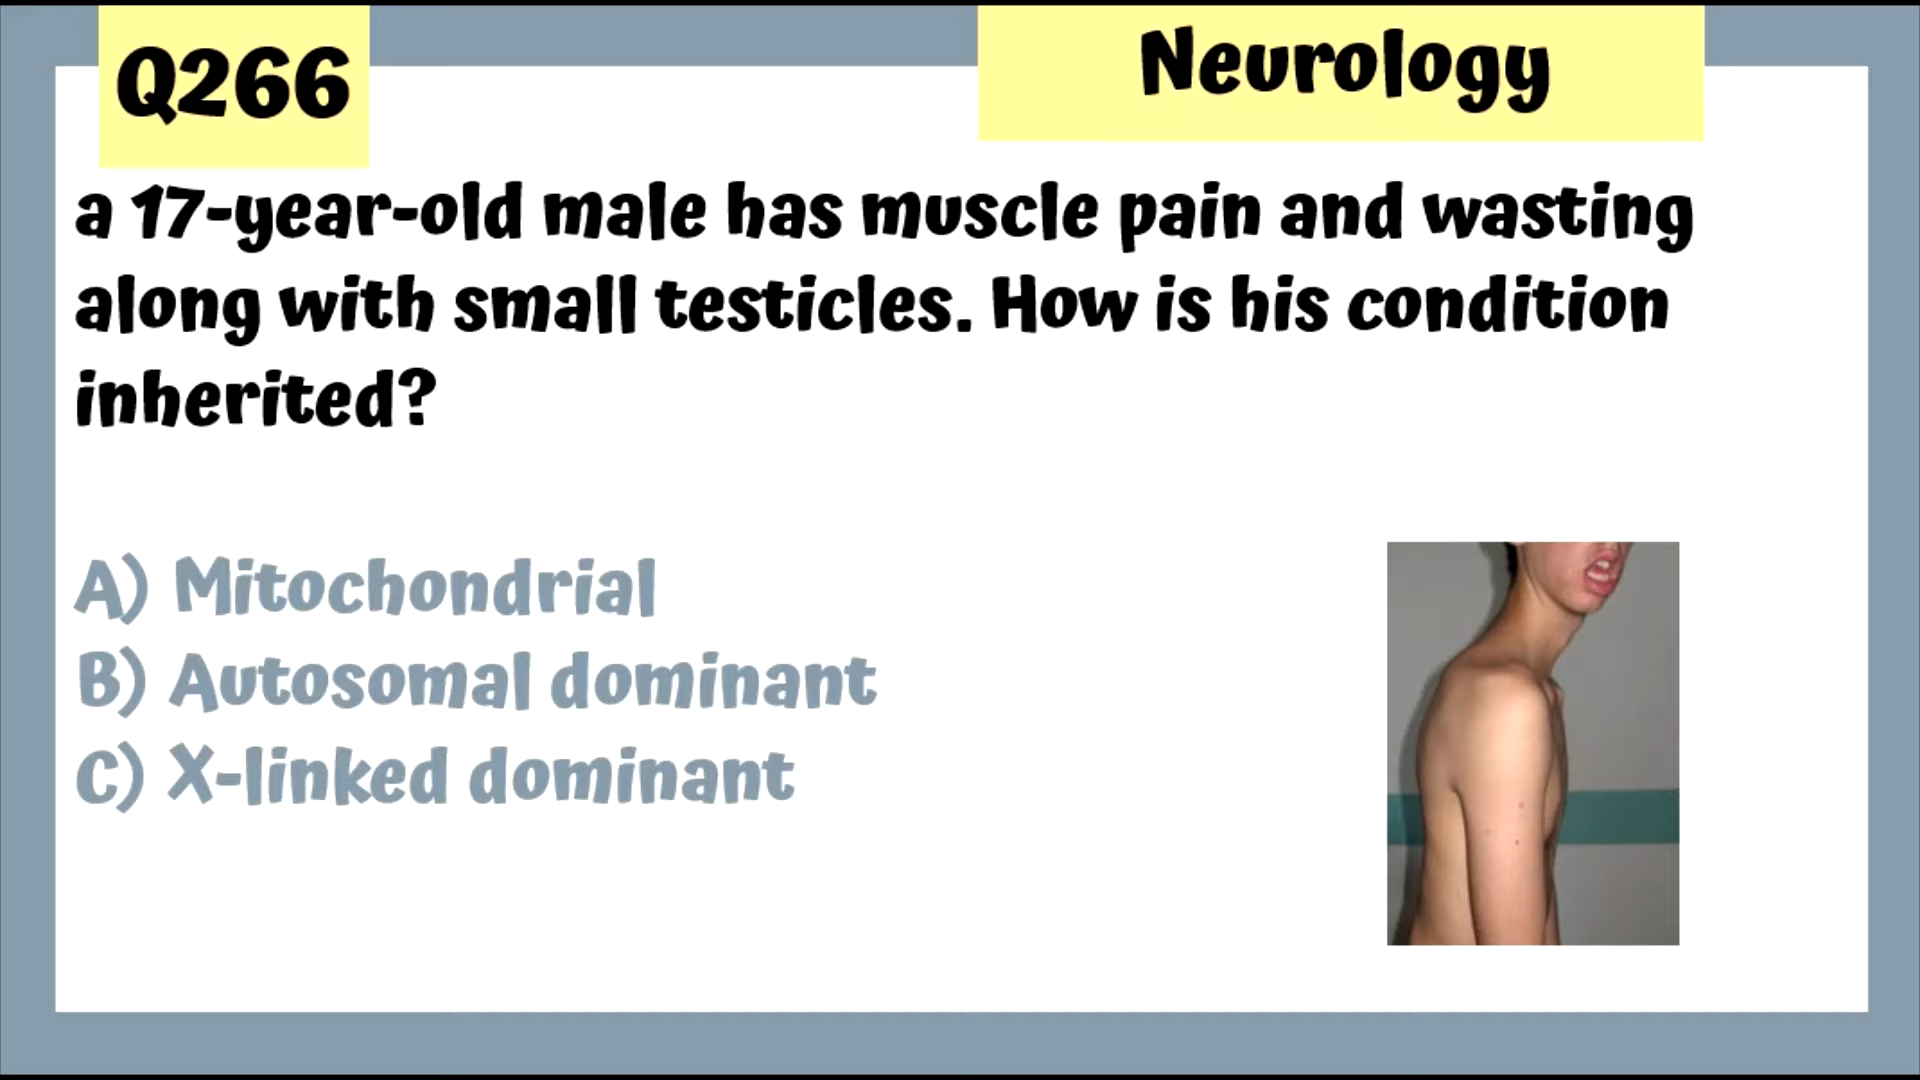 Q266
Neurology
a 17-year-old male has muscle pain and wasting
along with small testicles. How is his condition
inherited?
A) Mitochondrial
B) Autosomal dominant
C) X-linked dominant